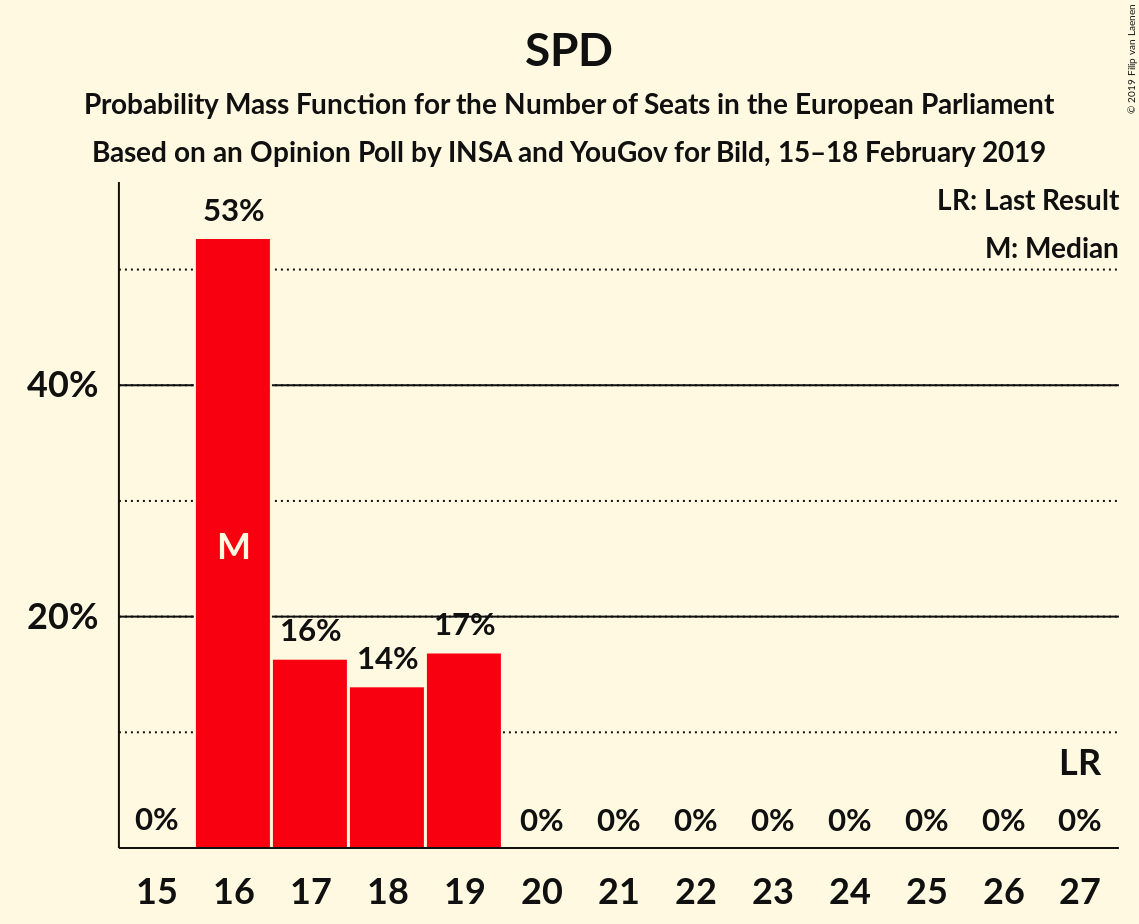 SPD
Probability Mass Function for the Number of Seats in the European Parliament
Based on an Opinion Poll by INSA and YouGov for Bild, 15–18 February 2019
© 2019 Filip van Laenen
LR: Last Result
M: Median
53%
40%
M
20%
16%
14%
17%
LR
0%
0%
0%
0%
0%
0%
0%
0%
0%
15 16 17 18 19 20 21 22 23 24 25 26 27